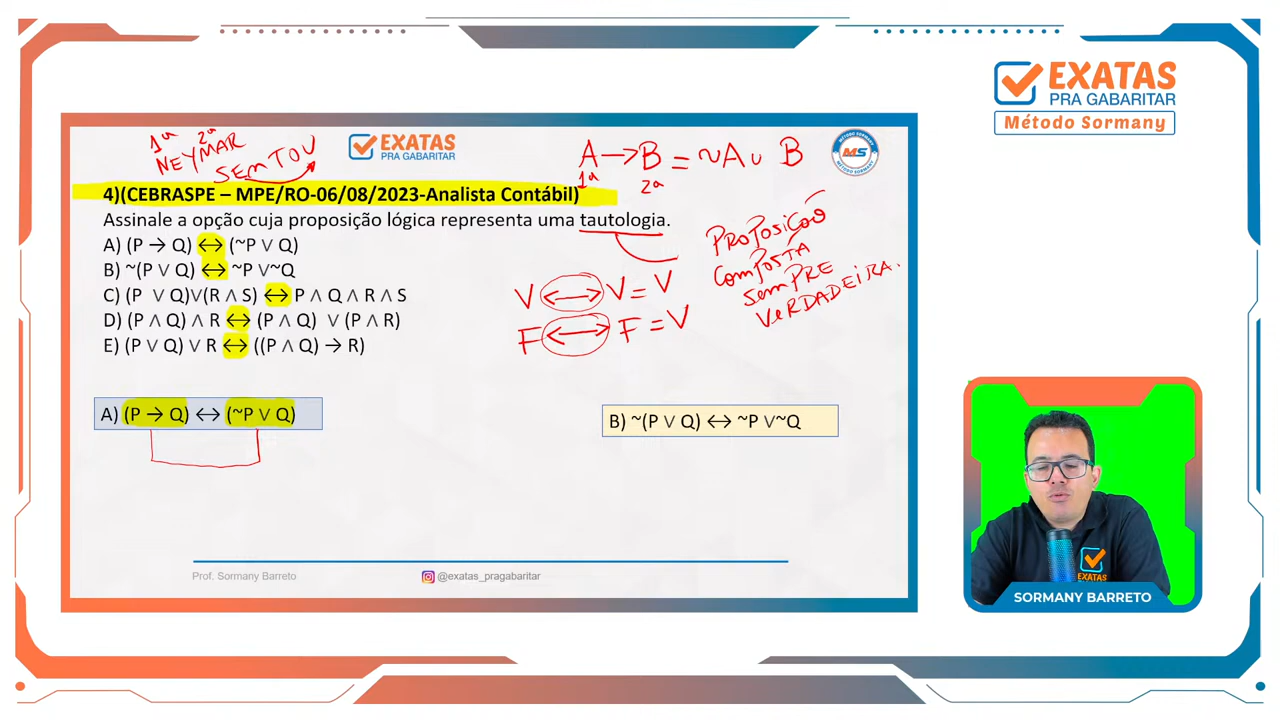 EXATAS
PRA GABARITAR
Método Sormany
1ª 2ª
NEYMAR
SENTOU
EXATAS
PRA GABARITAR
A → B = ~A ∪ B
1ª 2ª
MS
4)(CEBRASPE – MPE/RO-06/08/2023-Analista Contábil)
Assinale a opção cuja proposição lógica representa uma tautologia.
A) (P → Q) ↔ (~P ∨ Q)
B) ~(P ∨ Q) ↔ ~P ∨~Q
C) (P ∨ Q)∨(R ∧ S) ↔ P ∧ Q ∧ R ∧ S
D) (P ∧ Q) ∧ R ↔ (P ∧ Q) ∨ (P ∧ R)
E) (P ∨ Q) ∨ R ↔ ((P ∧ Q) → R)
PROPOSIÇÃO
COMPOSTA
SEMPRE
VERDADEIRA.
V ↔ V = V
F ↔ F = V
A) (P → Q) ↔ (~P ∨ Q)
B) ~(P ∨ Q) ↔ ~P ∨~Q
Prof. Sormany Barreto
@exatas_pragabaritar
EXATAS
SORMANY BARRETO